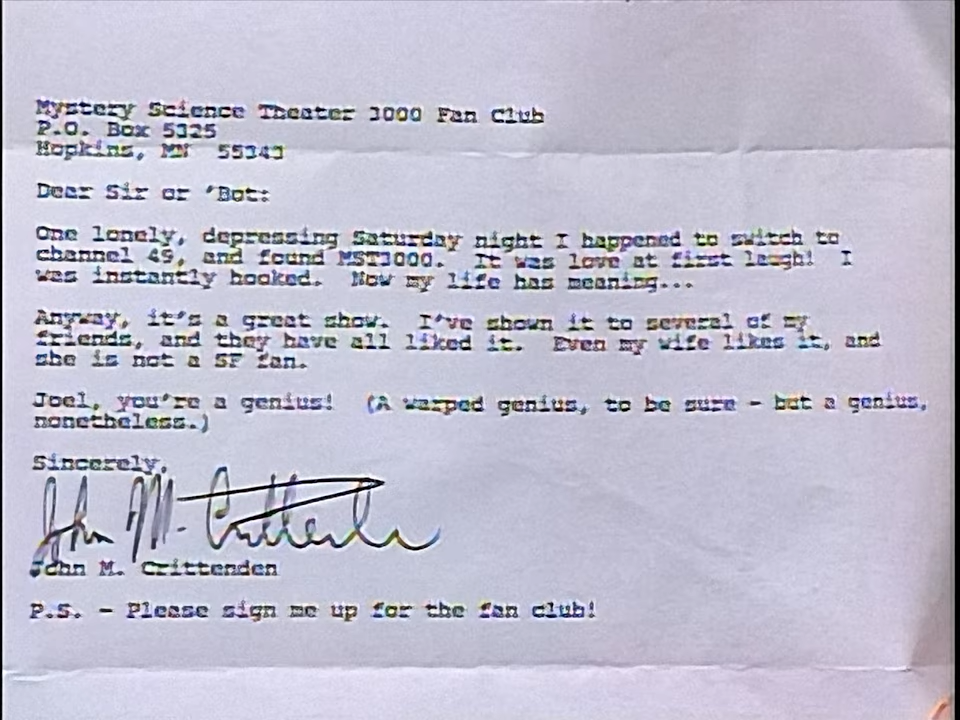 Mystery Science Theater 3000 Fan Club
P.O. Box 5325
Hopkins, MN 55343
Dear Sir or 'Bot:
One lonely, depressing Saturday night I happened to switch to
channel 49, and found MST3000. It was love at first laugh! I
was instantly hooked. Now my life has meaning...
Anyway, it's a great show. I've shown it to several of my
friends, and they have all liked it. Even my wife likes it, and
she is not a SF fan.
Joel, you're a genius! (A warped genius, to be sure - but a genius,
nonetheless.)
Sincerely,
John M. Crittenden
John M. Crittenden
P.S. - Please sign me up for the fan club!